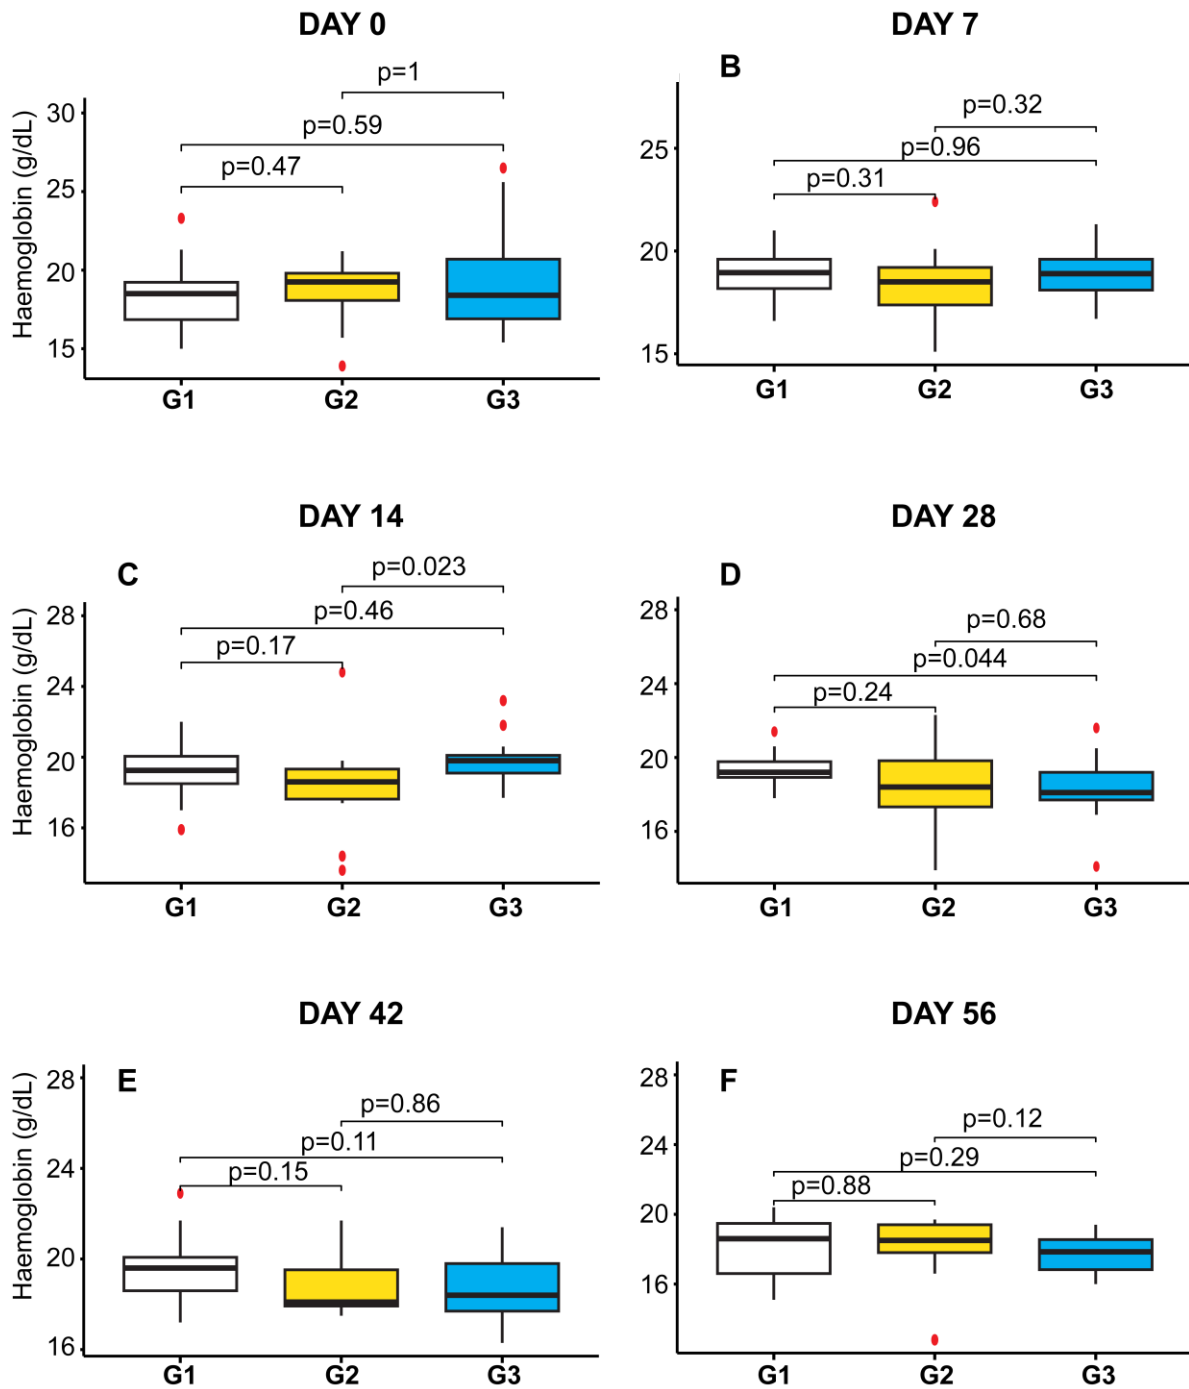 DAY 0
Haemoglobin (g/dL)
30
25
20
15
p=1
p=0.59
p=0.47
G1 G2 G3
DAY 7
B
25
20
15
p=0.32
p=0.96
p=0.31
G1 G2 G3
DAY 14
C
Haemoglobin (g/dL)
28
24
20
16
p=0.023
p=0.46
p=0.17
G1 G2 G3
DAY 28
D
28
24
20
16
p=0.68
p=0.044
p=0.24
G1 G2 G3
DAY 42
E
Haemoglobin (g/dL)
28
24
20
16
p=0.86
p=0.11
p=0.15
G1 G2 G3
DAY 56
F
28
24
20
16
p=0.12
p=0.29
p=0.88
G1 G2 G3